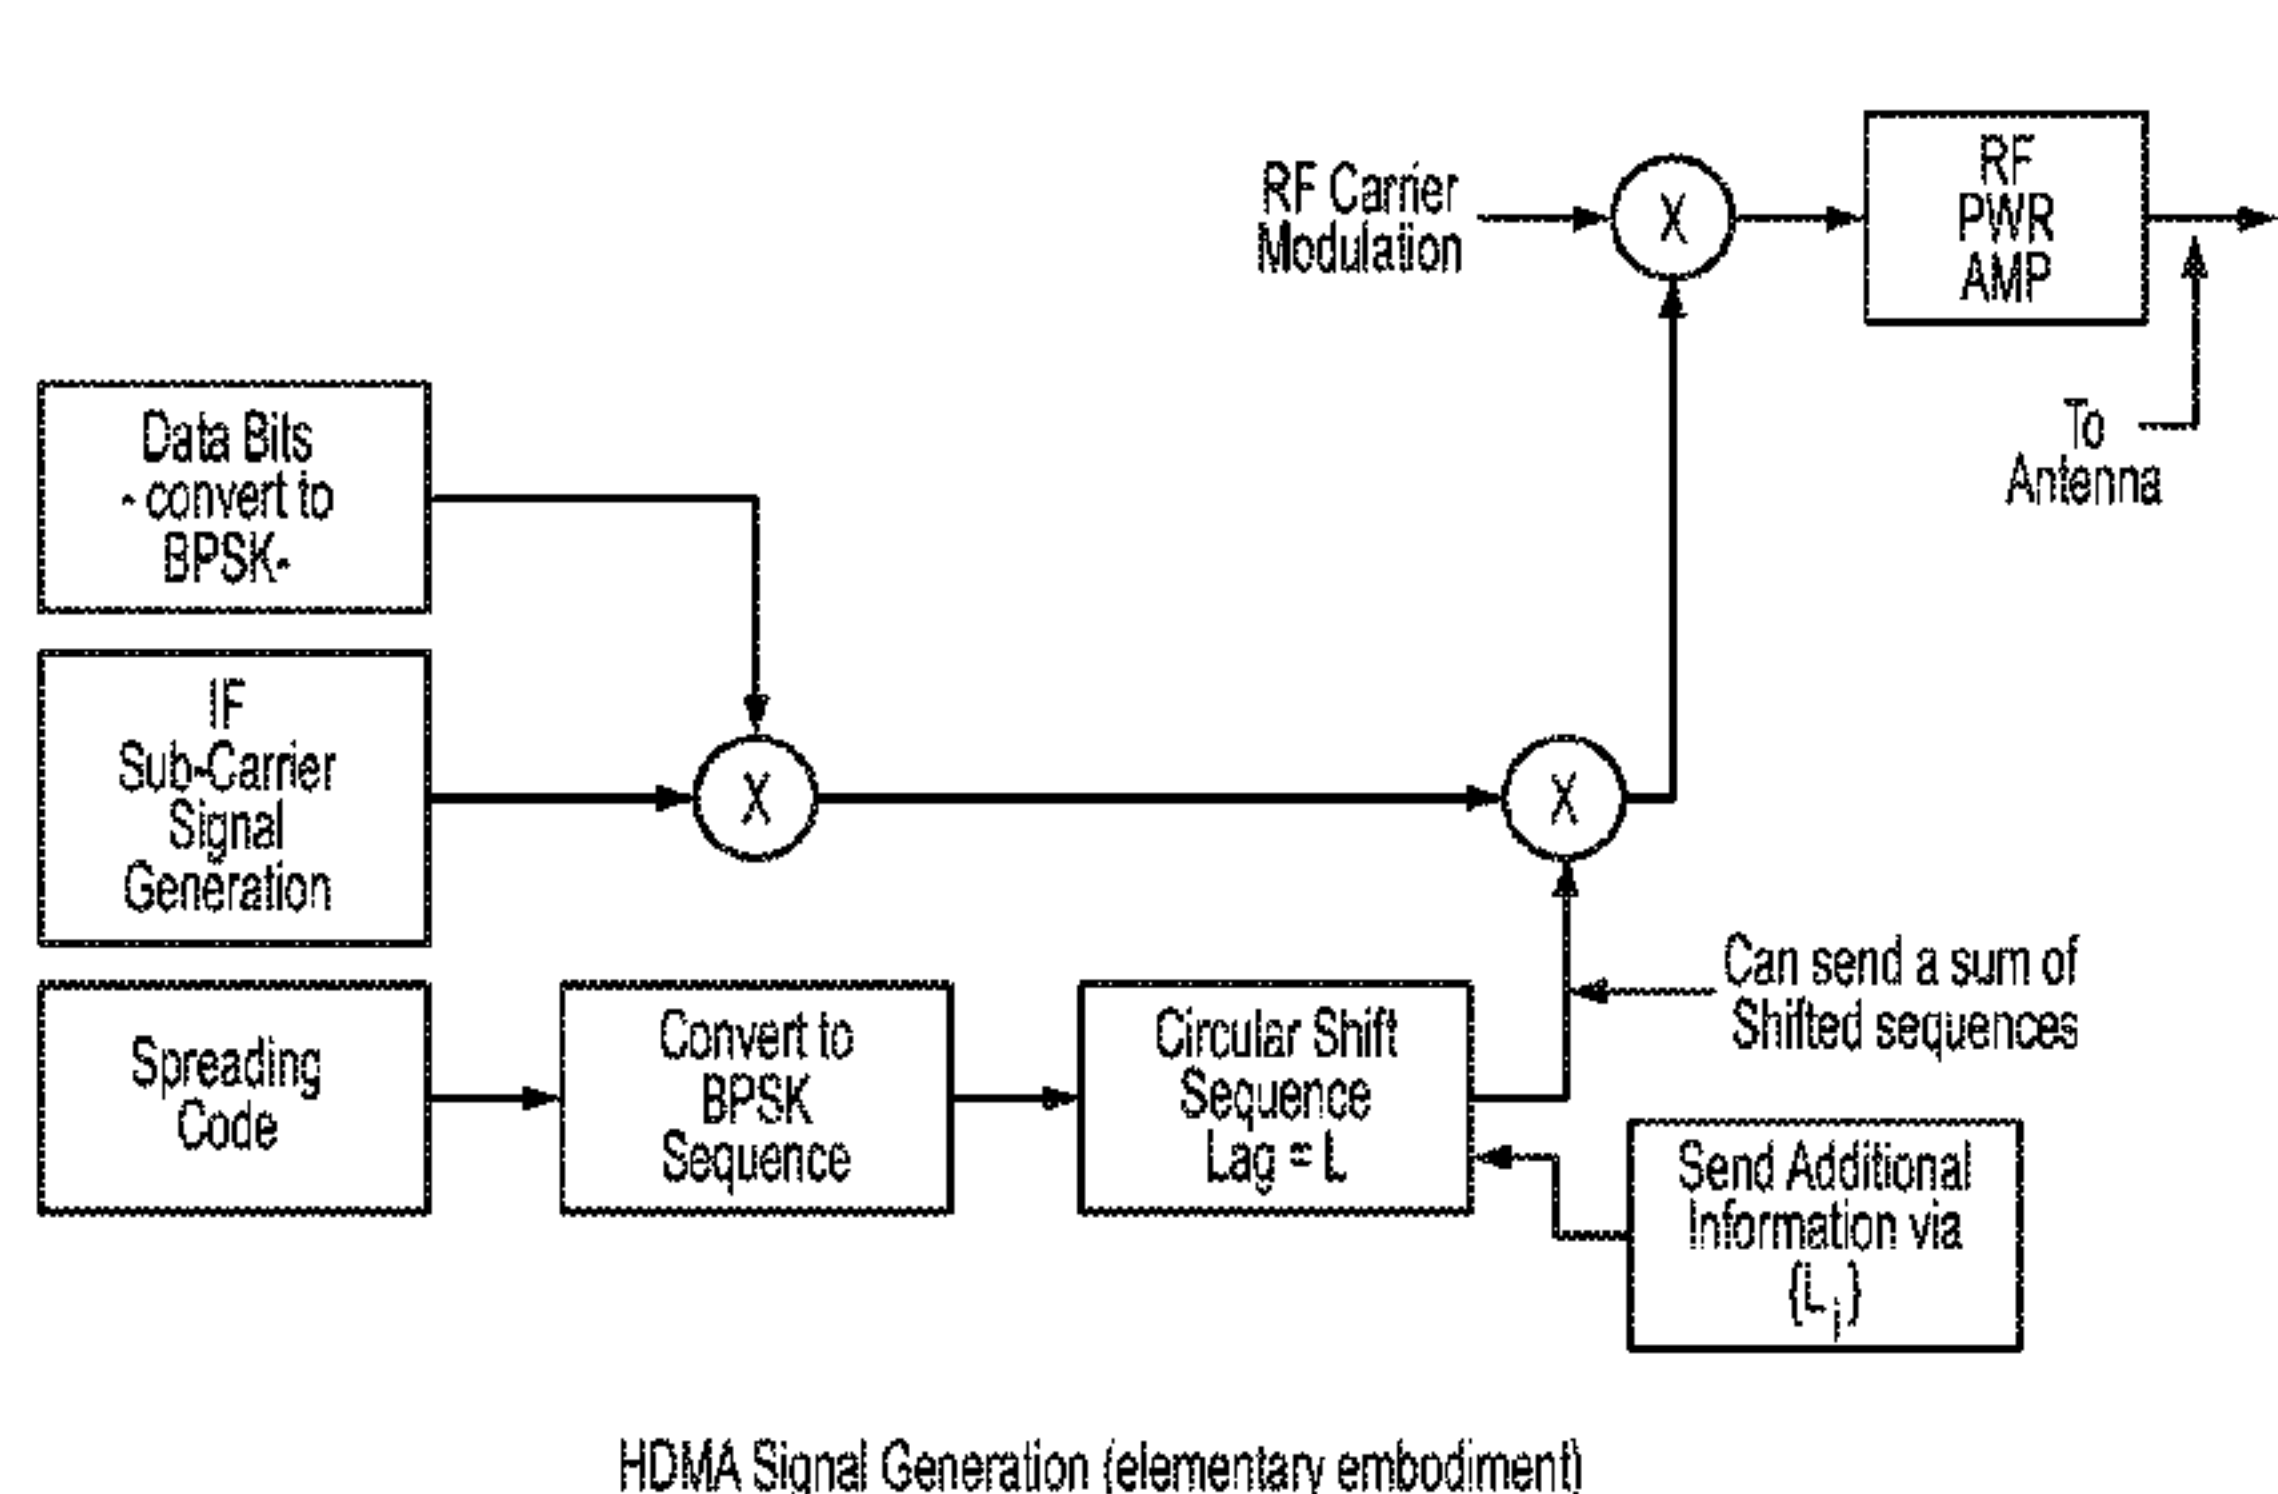 RF Carrier
Modulation
X
RF
PWR
AMP
To
Antenna
Data Bits
- convert to
BPSK-
IF
Sub-Carrier
Signal
Generation
X
X
Can send a sum of
Shifted sequences
Spreading
Code
Convert to
BPSK
Sequence
Circular Shift
Sequence
Lag = L
Send Additional
Information via
{L j}
HDMA Signal Generation (elementary embodiment)